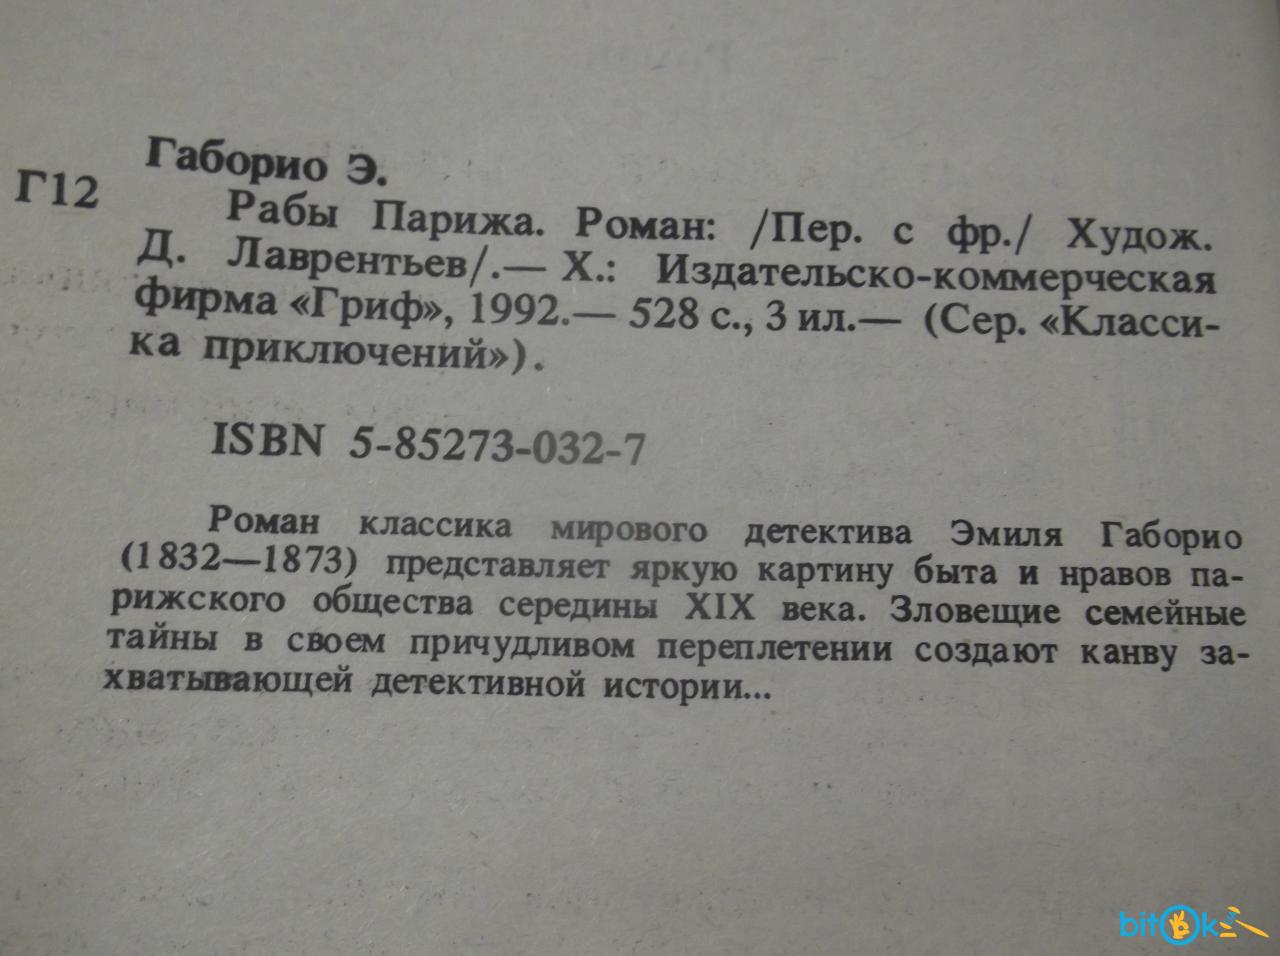 Габорио Э.
Г12
Рабы Парижа. Роман: /Пер. с фр./ Худож.
Д. Лаврентьев/.— Х.: Издательско-коммерческая
фирма «Гриф», 1992.— 528 с., 3 ил.— (Сер. «Класси-
ка приключений»).
ISBN 5-85273-032-7
Роман классика мирового детектива Эмиля Габорио
(1832—1873) представляет яркую картину быта и нравов па-
рижского общества середины XIX века. Зловещие семейные
тайны в своем причудливом переплетении создают канву за-
хватывающей детективной истории...
bitok